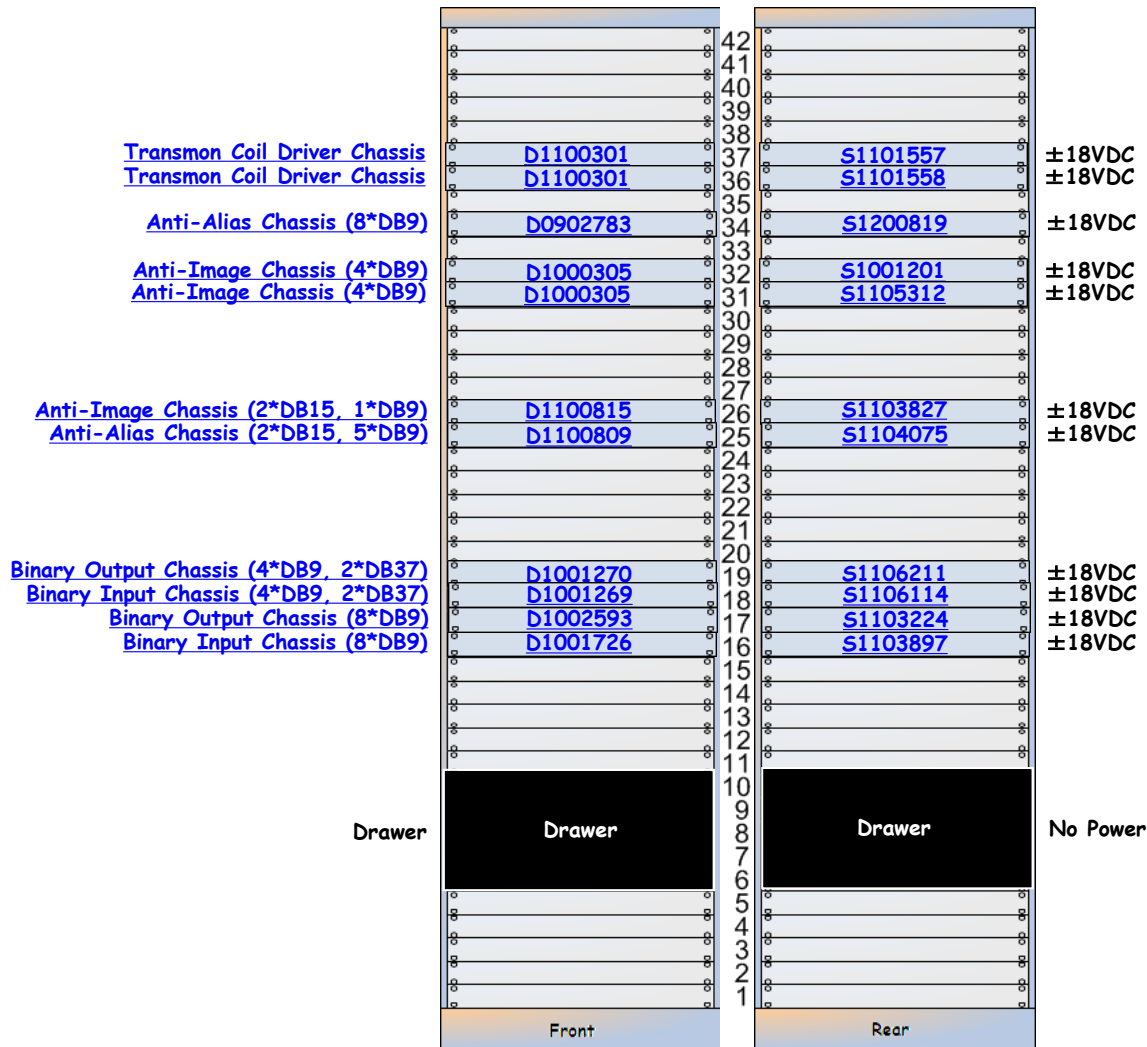 42
41
40
39
38
Transmon Coil Driver Chassis D1100301 37 S1101557 ±18VDC
Transmon Coil Driver Chassis D1100301 36 S1101558 ±18VDC
35
Anti-Alias Chassis (8*DB9) D0902783 34 S1200819 ±18VDC
33
Anti-Image Chassis (4*DB9) D1000305 32 S1001201 ±18VDC
Anti-Image Chassis (4*DB9) D1000305 31 S1105312 ±18VDC
30
29
28
27
Anti-Image Chassis (2*DB15, 1*DB9) D1100815 26 S1103827 ±18VDC
Anti-Alias Chassis (2*DB15, 5*DB9) D1100809 25 S1104075 ±18VDC
24
23
22
21
20
Binary Output Chassis (4*DB9, 2*DB37) D1001270 19 S1106211 ±18VDC
Binary Input Chassis (4*DB9, 2*DB37) D1001269 18 S1106114 ±18VDC
Binary Output Chassis (8*DB9) D1002593 17 S1103224 ±18VDC
Binary Input Chassis (8*DB9) D1001726 16 S1103897 ±18VDC
15
14
13
12
11
10
9
Drawer Drawer 8 Drawer No Power
7
6
5
4
3
2
1
Front Rear